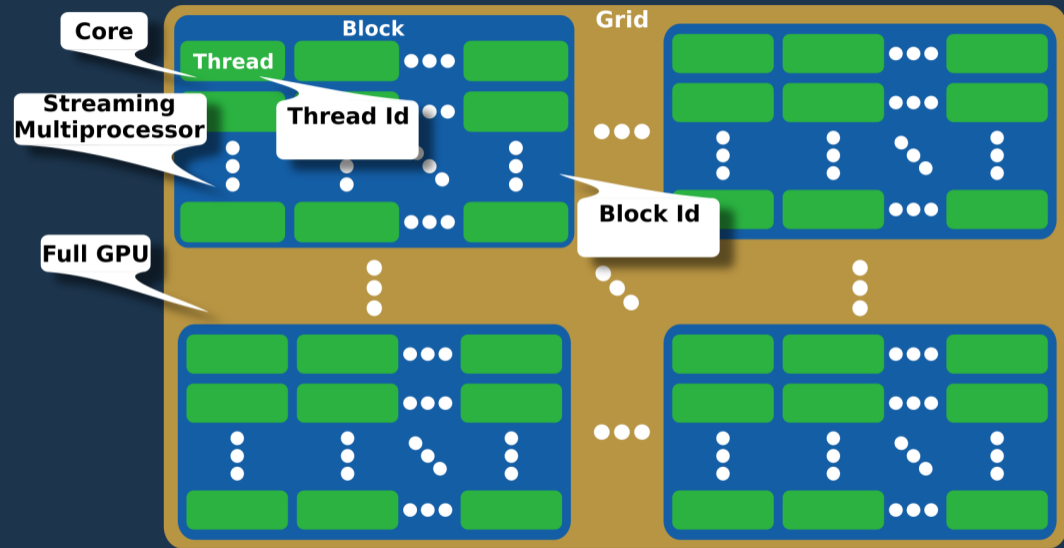 Grid
Core
Block
Thread
Streaming
Multiprocessor
Thread Id
Block Id
Full GPU